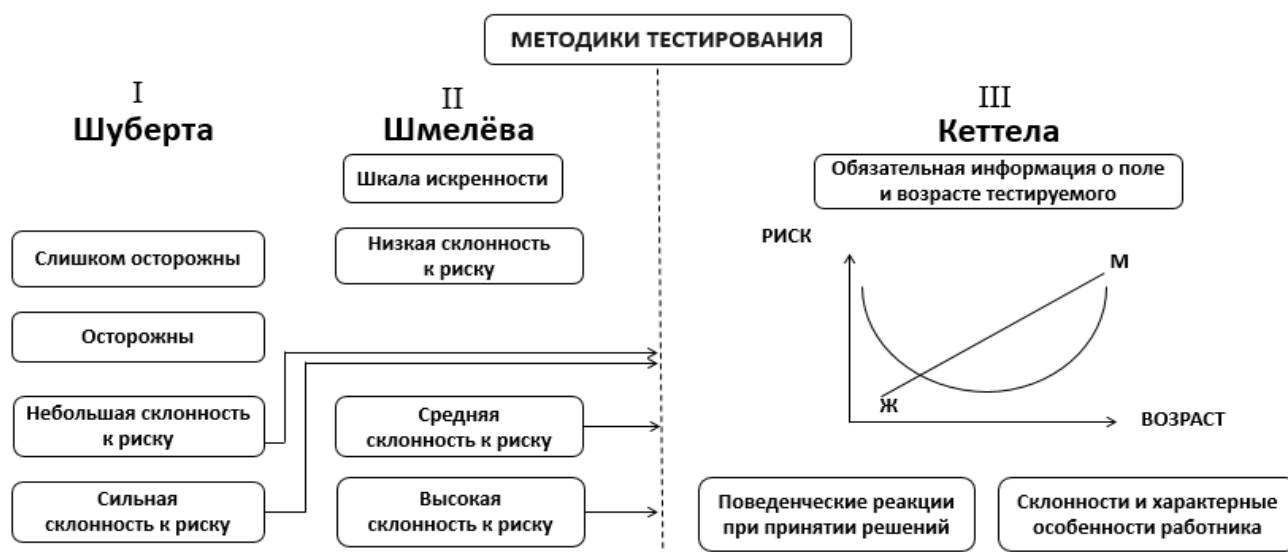 МЕТОДИКИ ТЕСТИРОВАНИЯ
I
Шуберта
Слишком осторожны
Осторожны
Небольшая склонность
к риску
Сильная
склонность к риску
II
Шмелёва
Шкала искренности
Низкая склонность
к риску
Средняя
склонность к риску
Высокая
склонность к риску
III
Кеттела
Обязательная информация о поле
и возрасте тестируемого
РИСК
М
Ж
ВОЗРАСТ
Поведенческие реакции
при принятии решений
Склонности и характерные
особенности работника